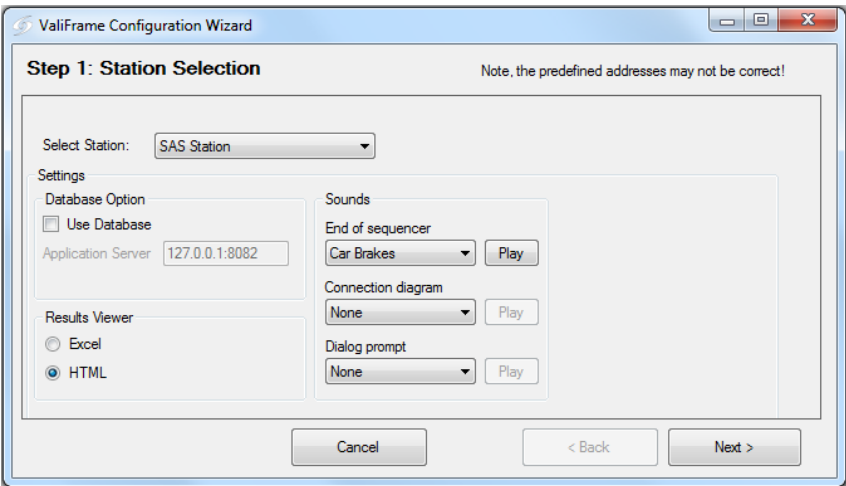 ValiFrame Configuration Wizard
Step 1: Station Selection
Note, the predefined addresses may not be correct!
Select Station: SAS Station
Settings
Database Option
Use Database
Application Server 127.0.0.1:8082
Results Viewer
Excel
HTML
Sounds
End of sequencer
Car Brakes Play
Connection diagram
None Play
Dialog prompt
None Play
Cancel < Back Next >